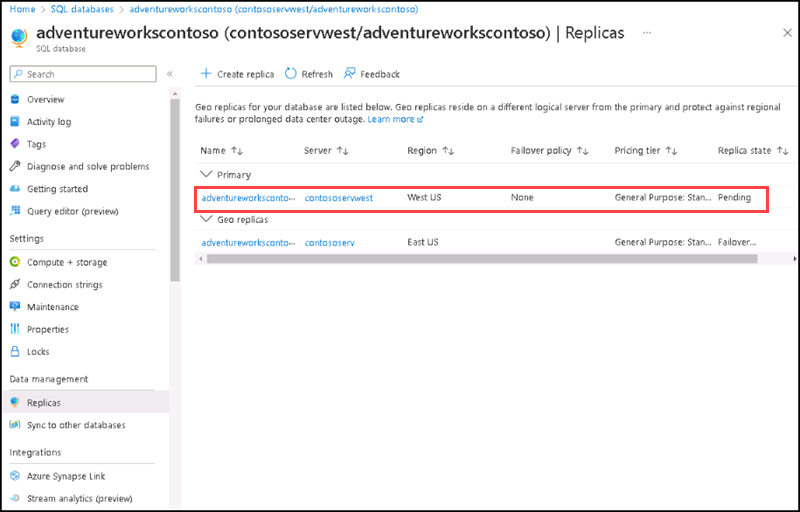 Home > SQL databases > adventureworkscontoso (contososervwest/adventureworkscontoso)
adventureworkscontoso (contososervwest/adventureworkscontoso) | Replicas ...
SQL database
Search
Overview
Activity log
Tags
Diagnose and solve problems
Getting started
Query editor (preview)
Settings
Compute + storage
Connection strings
Maintenance
Properties
Locks
Data management
Replicas
Sync to other databases
Integrations
Azure Synapse Link
Stream analytics (preview)
Create replica Refresh Feedback
Geo replicas for your database are listed below. Geo replicas reside on a different logical server from the primary and protect against regional
failures or prolonged data center outage. Learn more
Name Server Region Failover policy Pricing tier Replica state
Primary
adventureworksconto... contososervwest West US None General Purpose: Stan... Pending
Geo replicas
adventureworksconto... contososerv East US General Purpose: Stan... Failover...